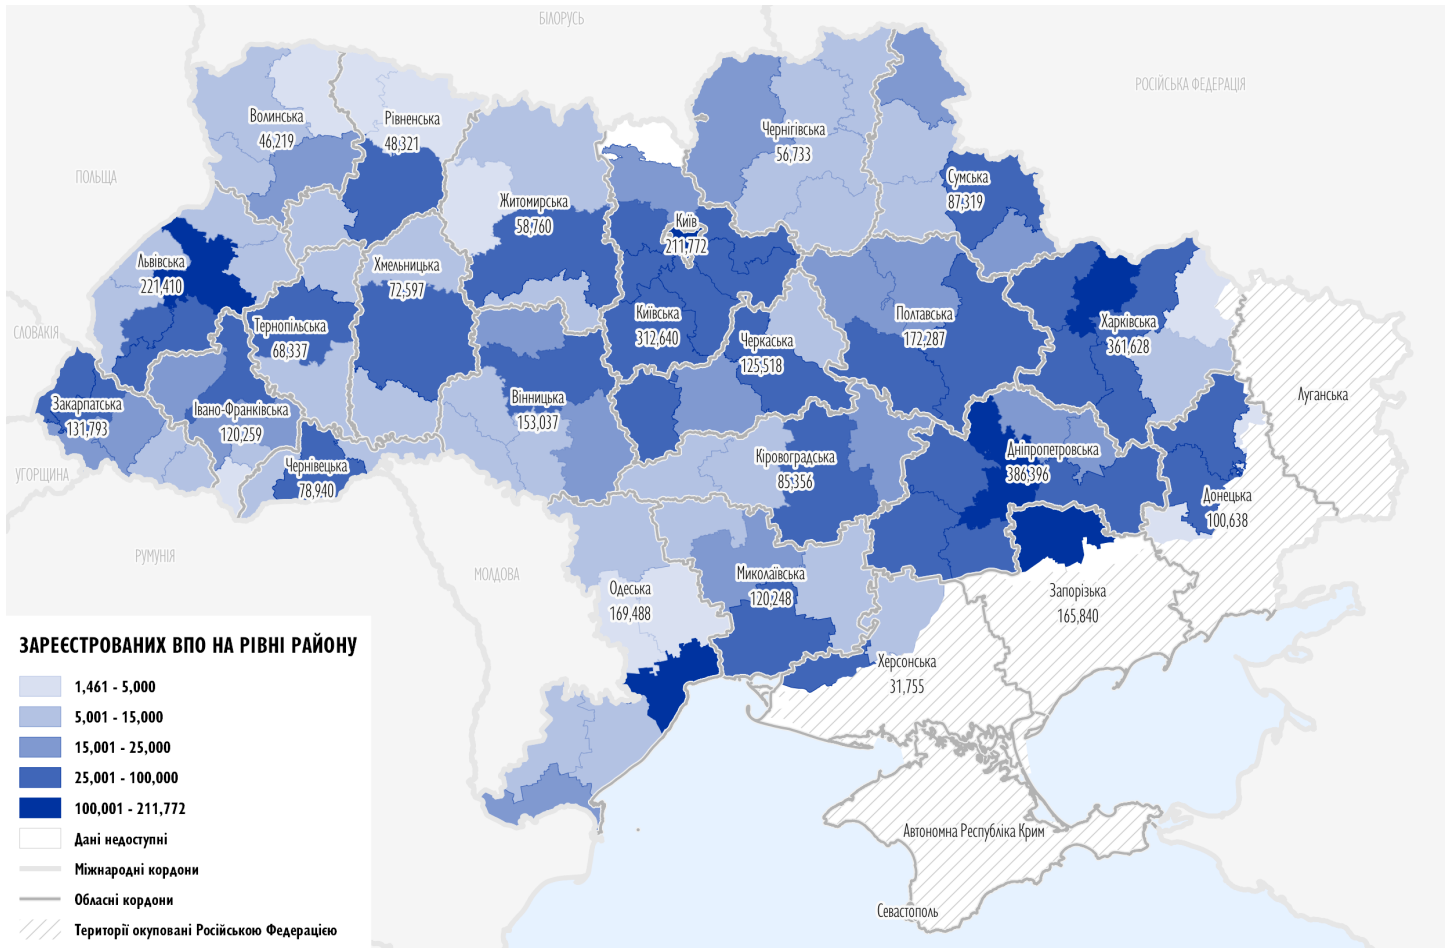 БІЛОРУСЬ
РОСІЙСЬКА ФЕДЕРАЦІЯ
Волинська
46,219
Рівненська
48,321
Чернігівська
56,733
ПОЛЬЩА
Сумська
87,319
Житомирська
58,760
Київ
211,772
Львівська
221,410
Хмельницька
72,597
Київська
312,640
Полтавська
172,287
Харківська
361,628
СЛОВАКІЯ
Тернопільська
68,337
Черкаська
125,518
Луганська
Закарпатська
131,793
Івано-Франківська
120,259
Вінницька
153,037
УГОРЩИНА
Чернівецька
78,940
Кіровоградська
85,356
Дніпропетровська
386,396
Донецька
100,638
РУМУНІЯ
МОЛДОВА
Одеська
169,488
Миколаївська
120,248
Запорізька
165,840
Херсонська
31,755
Автономна Республіка Крим
Севастополь
ЗАРЕЄСТРОВАНИХ ВПО НА РІВНІ РАЙОНУ
1,461 - 5,000
5,001 - 15,000
15,001 - 25,000
25,001 - 100,000
100,001 - 211,772
Дані недоступні
Міжнародні кордони
Обласні кордони
Території окуповані Російською Федерацією